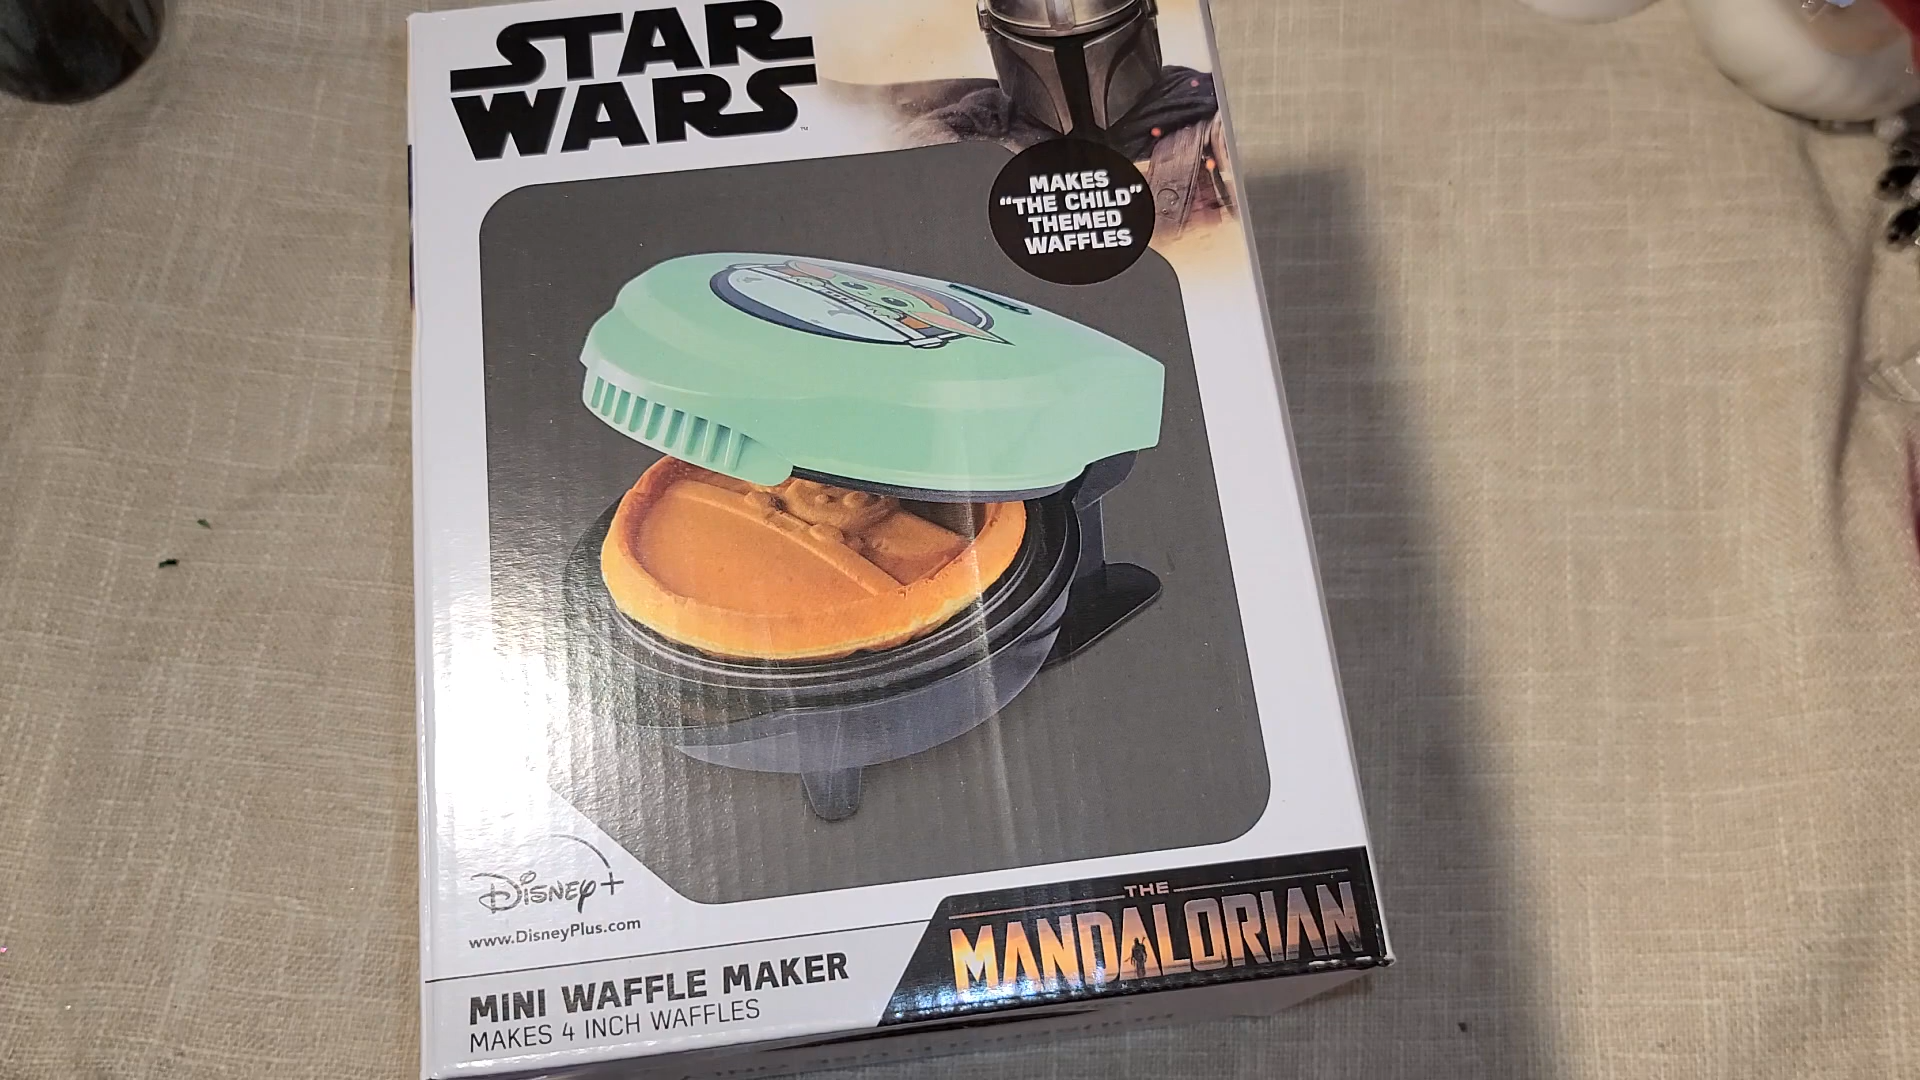 STAR
WARS
TM
MAKES
"THE CHILD"
THEMED
WAFFLES
Disney+
www.DisneyPlus.com
THE
MANDALORIAN
MINI WAFFLE MAKER
MAKES 4 INCH WAFFLES